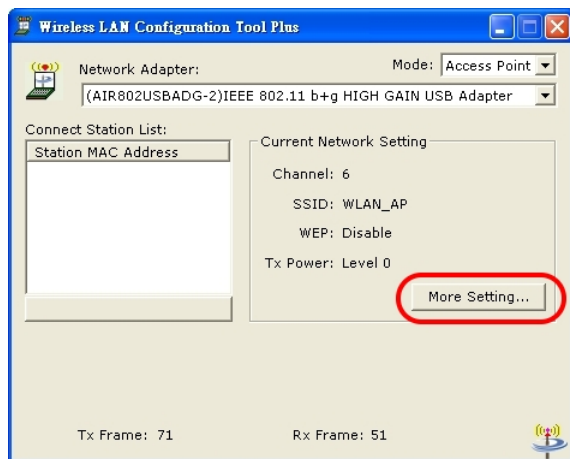 Wireless LAN Configuration Tool Plus
Network Adapter:
Mode: Access Point
(AIR802USBADG-2)IEEE 802.11 b+g HIGH GAIN USB Adapter
Connect Station List:
Station MAC Address
Current Network Setting
Channel: 6
SSID: WLAN_AP
WEP: Disable
Tx Power: Level 0
More Setting...
Tx Frame: 71
Rx Frame: 51